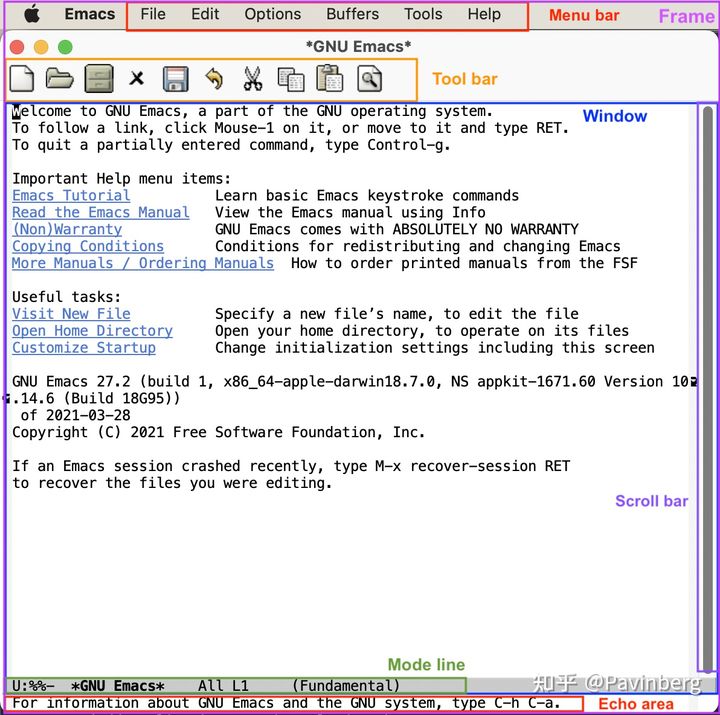 Emacs File Edit Options Buffers Tools Help Menu bar Frame
*GNU Emacs*
Tool bar
Welcome to GNU Emacs, a part of the GNU operating system.
Window
To follow a link, click Mouse-1 on it, or move to it and type RET.
To quit a partially entered command, type Control-g.
Important Help menu items:
Emacs Tutorial Learn basic Emacs keystroke commands
Read the Emacs Manual View the Emacs manual using Info
(Non)Warranty GNU Emacs comes with ABSOLUTELY NO WARRANTY
Copying Conditions Conditions for redistributing and changing Emacs
More Manuals / Ordering Manuals How to order printed manuals from the FSF
Useful tasks:
Visit New File Specify a new file’s name, to edit the file
Open Home Directory Open your home directory, to operate on its files
Customize Startup Change initialization settings including this screen
GNU Emacs 27.2 (build 1, x86_64-apple-darwin18.7.0, NS appkit-1671.60 Version 10
.14.6 (Build 18G95))
of 2021-03-28
Copyright (C) 2021 Free Software Foundation, Inc.
If an Emacs session crashed recently, type M-x recover-session RET
to recover the files you were editing.
Scroll bar
Mode line
U:%%- *GNU Emacs* All L1 (Fundamental)
知乎 @Pavinberg
For information about GNU Emacs and the GNU system, type C-h C-a. Echo area